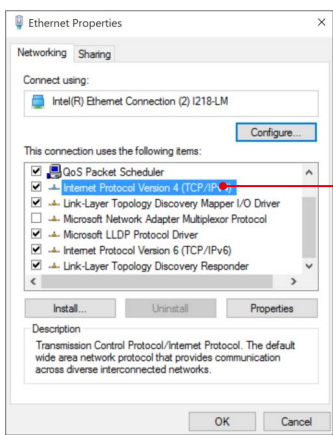 Ethernet Properties
Networking Sharing
Connect using:
Intel(R) Ethernet Connection (2) I218-LM
Configure...
This connection uses the following items:
QoS Packet Scheduler
Internet Protocol Version 4 (TCP/IPv4)
Link-Layer Topology Discovery Mapper I/O Driver
Microsoft Network Adapter Multiplexor Protocol
Microsoft LLDP Protocol Driver
Internet Protocol Version 6 (TCP/IPv6)
Link-Layer Topology Discovery Responder
Install... Uninstall Properties
Description
Transmission Control Protocol/Internet Protocol. The default
wide area network protocol that provides communication
across diverse interconnected networks.
OK Cancel